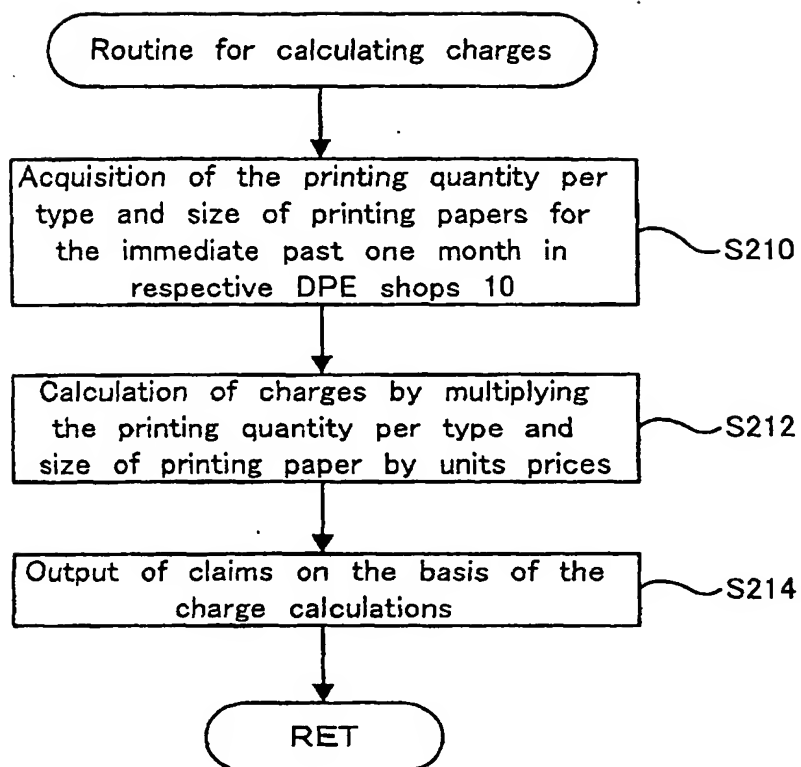 Routine for calculating charges
Acquisition of the printing quantity per
type and size of printing papers for
the immediate past one month in
respective DPE shops 10
S210
Calculation of charges by multiplying
the printing quantity per type and
size of printing paper by units prices
S212
Output of claims on the basis of the
charge calculations
S214
RET